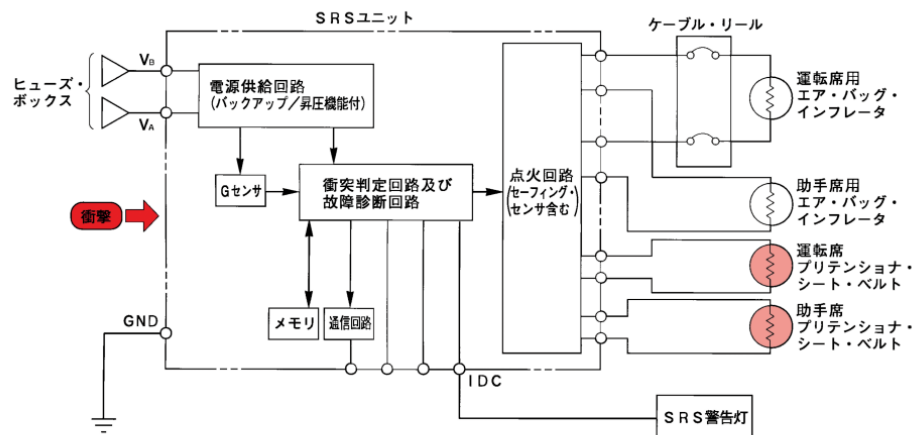 SRSユニット
ケーブル・リール
ヒューズ・
ボックス
VB
VA
電源供給回路
(バックアップ/昇圧機能付)
運転席用
エア・バッグ・
インフレータ
Gセンサ
衝突判定回路及び
故障診断回路
点火回路
(セーフィング・
センサ含む)
助手席用
エア・バッグ・
インフレータ
衝撃
運転席
プリテンショナ・
シート・ベルト
GND
メモリ
通信回路
助手席
プリテンショナ・
シート・ベルト
IDC
SRS警告灯